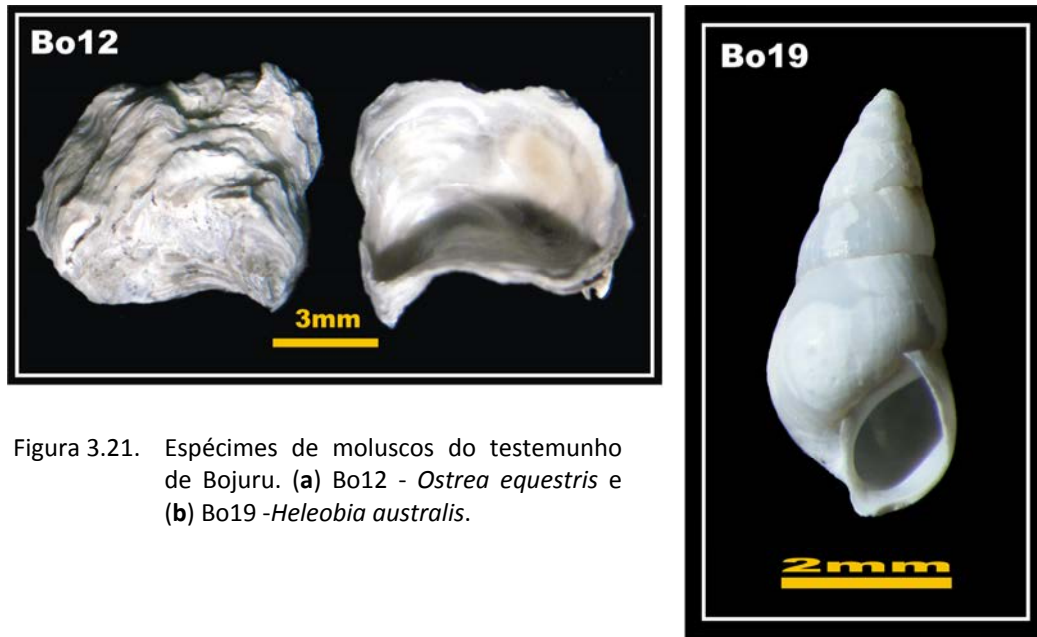 Bo12
3mm
Bo19
2mm
Figura 3.21. Espécimes de moluscos do testemunho
de Bojuru. (a) Bo12 - Ostrea equestris e
(b) Bo19 -Heleobia australis.